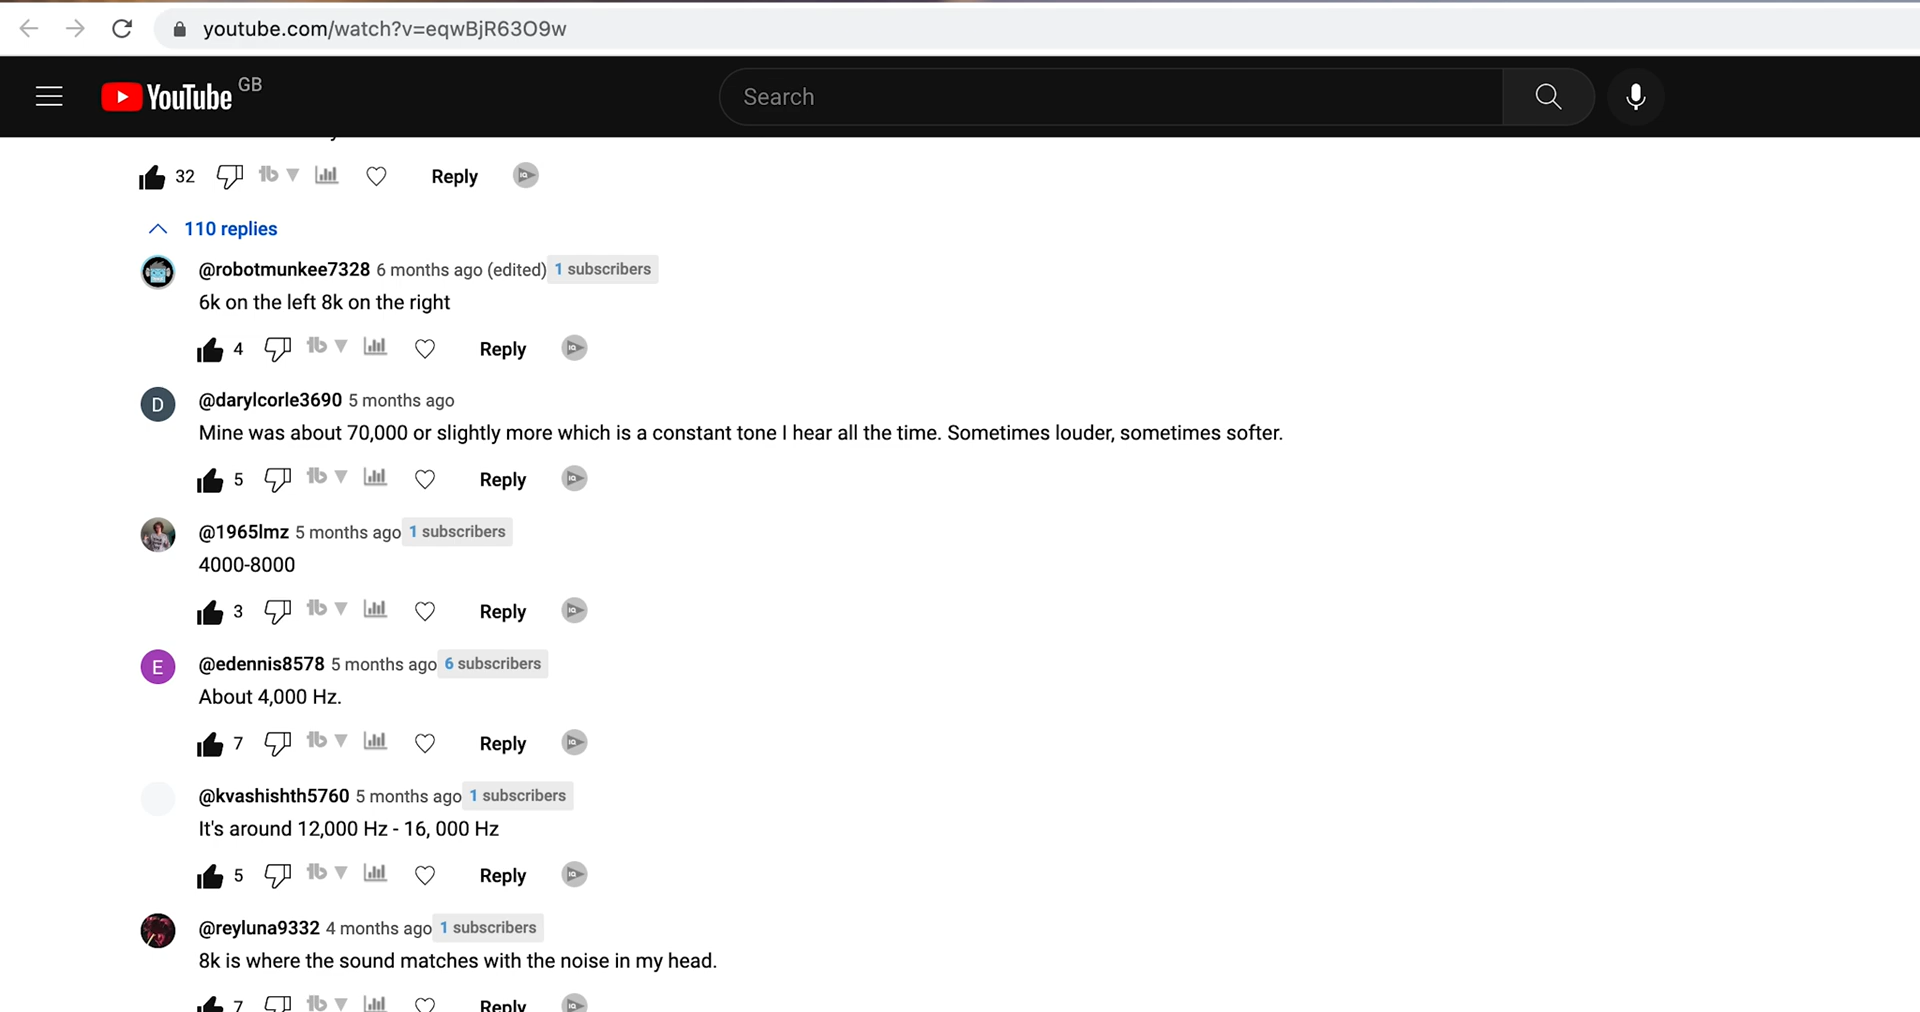 youtube.com/watch?v=eqwBjR63O9w
YouTube GB
Search
32 Reply
110 replies
@robotmunkee7328 6 months ago (edited) 1 subscribers
6k on the left 8k on the right
4 Reply
D
@darylcorle3690 5 months ago
Mine was about 70,000 or slightly more which is a constant tone I hear all the time. Sometimes louder, sometimes softer.
5 Reply
@1965lmz 5 months ago 1 subscribers
4000-8000
3 Reply
E
@edennis8578 5 months ago 6 subscribers
About 4,000 Hz.
7 Reply
@kvashishth5760 5 months ago 1 subscribers
It's around 12,000 Hz - 16, 000 Hz
5 Reply
@reyluna9332 4 months ago 1 subscribers
8k is where the sound matches with the noise in my head.
7 Reply